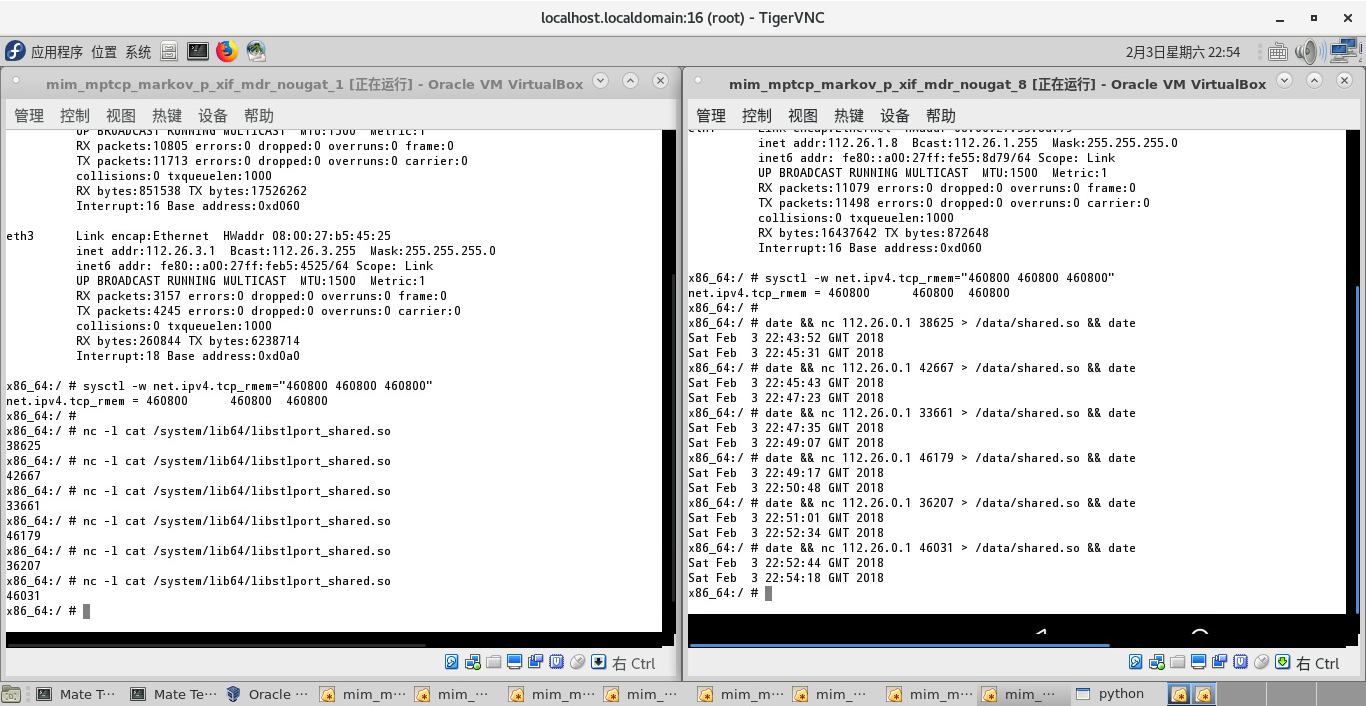 localhost.localdomain:16 (root) - TigerVNC
应用程序 位置 系统
2月3日星期六 22:54
mim_mptcp_markov_p_xif_mdr_nougat_1 [正在运行] - Oracle VM VirtualBox
管理 控制 视图 热键 设备 帮助
UP BROADCAST RUNNING MULTICAST  MTU:1500  Metric:1
RX packets:10805 errors:0 dropped:0 overruns:0 frame:0
TX packets:11713 errors:0 dropped:0 overruns:0 carrier:0
collisions:0 txqueuelen:1000
RX bytes:851538 TX bytes:17526262
Interrupt:16 Base address:0xd060
eth3      Link encap:Ethernet  HWaddr 08:00:27:b5:45:25
inet addr:112.26.3.1  Bcast:112.26.3.255  Mask:255.255.255.0
inet6 addr: fe80::a00:27ff:feb5:4525/64 Scope: Link
UP BROADCAST RUNNING MULTICAST  MTU:1500  Metric:1
RX packets:3157 errors:0 dropped:0 overruns:0 frame:0
TX packets:4245 errors:0 dropped:0 overruns:0 carrier:0
collisions:0 txqueuelen:1000
RX bytes:260844 TX bytes:6238714
Interrupt:18 Base address:0xd0a0
x86_64:/ # sysctl -w net.ipv4.tcp_rmem="460800 460800 460800"
net.ipv4.tcp_rmem = 460800      460800  460800
x86_64:/ #
x86_64:/ # nc -l cat /system/lib64/libstlport_shared.so
38625
x86_64:/ # nc -l cat /system/lib64/libstlport_shared.so
42667
x86_64:/ # nc -l cat /system/lib64/libstlport_shared.so
33661
x86_64:/ # nc -l cat /system/lib64/libstlport_shared.so
46179
x86_64:/ # nc -l cat /system/lib64/libstlport_shared.so
36207
x86_64:/ # nc -l cat /system/lib64/libstlport_shared.so
46031
x86_64:/ #
右 Ctrl
mim_mptcp_markov_p_xif_mdr_nougat_8 [正在运行] - Oracle VM VirtualBox
管理 控制 视图 热键 设备 帮助
inet addr:112.26.1.8  Bcast:112.26.1.255  Mask:255.255.255.0
inet6 addr: fe80::a00:27ff:fe55:8d79/64 Scope: Link
UP BROADCAST RUNNING MULTICAST  MTU:1500  Metric:1
RX packets:11079 errors:0 dropped:0 overruns:0 frame:0
TX packets:11498 errors:0 dropped:0 overruns:0 carrier:0
collisions:0 txqueuelen:1000
RX bytes:16437642 TX bytes:872648
Interrupt:16 Base address:0xd060
x86_64:/ # sysctl -w net.ipv4.tcp_rmem="460800 460800 460800"
net.ipv4.tcp_rmem = 460800      460800  460800
x86_64:/ #
x86_64:/ # date && nc 112.26.0.1 38625 > /data/shared.so && date
Sat Feb  3 22:43:52 GMT 2018
Sat Feb  3 22:45:31 GMT 2018
x86_64:/ # date && nc 112.26.0.1 42667 > /data/shared.so && date
Sat Feb  3 22:45:43 GMT 2018
Sat Feb  3 22:47:23 GMT 2018
x86_64:/ # date && nc 112.26.0.1 33661 > /data/shared.so && date
Sat Feb  3 22:47:35 GMT 2018
Sat Feb  3 22:49:07 GMT 2018
x86_64:/ # date && nc 112.26.0.1 46179 > /data/shared.so && date
Sat Feb  3 22:49:17 GMT 2018
Sat Feb  3 22:50:48 GMT 2018
x86_64:/ # date && nc 112.26.0.1 36207 > /data/shared.so && date
Sat Feb  3 22:51:01 GMT 2018
Sat Feb  3 22:52:34 GMT 2018
x86_64:/ # date && nc 112.26.0.1 46031 > /data/shared.so && date
Sat Feb  3 22:52:44 GMT 2018
Sat Feb  3 22:54:18 GMT 2018
x86_64:/ #
右 Ctrl
Mate T··· Mate Te··· Oracle ··· mim_m··· mim_··· mim_m··· mim_··· mim_m··· mim_··· mim_m··· mim_··· python